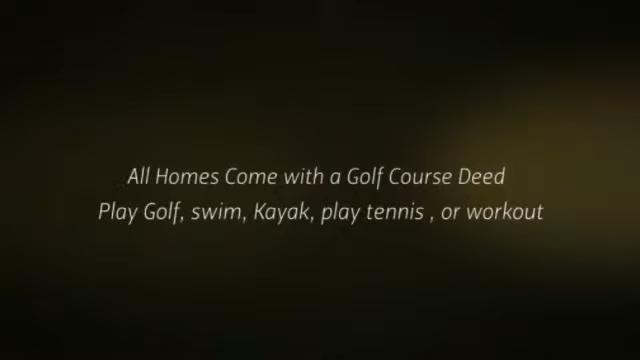 All Homes Come with a Golf Course Deed
Play Golf, swim, Kayak, play tennis , or workout